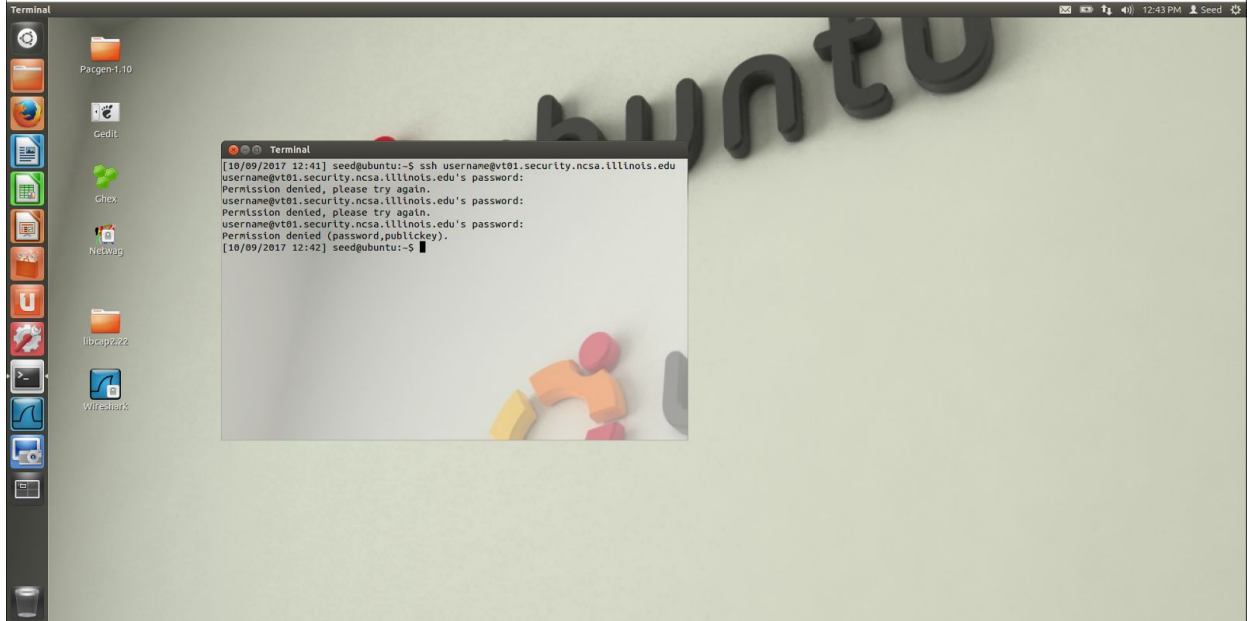 Terminal
12:43 PM Seed
Pacgen-1.10
Gedit
Ghex
Netwag
libcap2.22
Wireshark
ubuntu
Terminal
[10/09/2017 12:41] seed@ubuntu:~$ ssh username@vt01.security.ncsa.illinois.edu
username@vt01.security.ncsa.illinois.edu's password:
Permission denied, please try again.
username@vt01.security.ncsa.illinois.edu's password:
Permission denied, please try again.
username@vt01.security.ncsa.illinois.edu's password:
Permission denied (password,publickey).
[10/09/2017 12:42] seed@ubuntu:~$